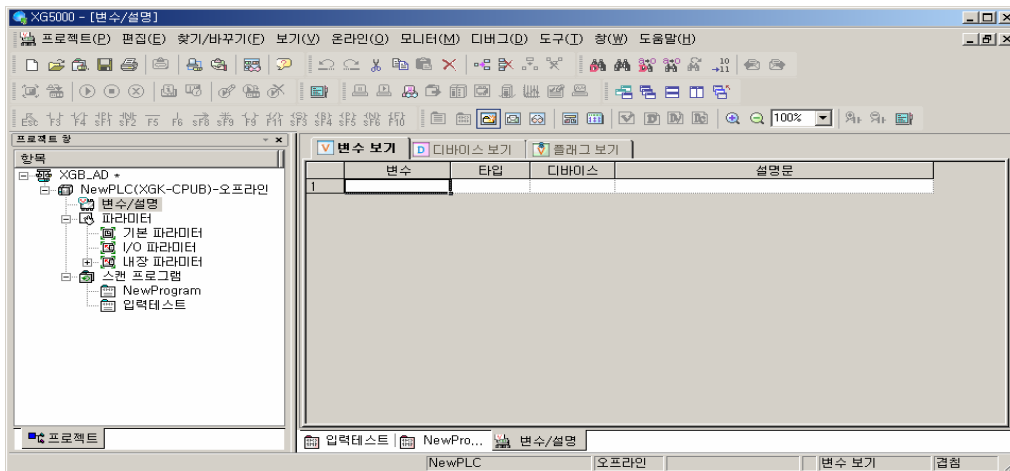 XG5000 - [변수/설명]
프로젝트(P) 편집(E) 찾기/바꾸기(F) 보기(V) 온라인(O) 모니터(M) 디버그(D) 도구(T) 창(W) 도움말(H)
100%
프로젝트 창
항목
XGB_AD *
NewPLC(XGK-CPUB)-오프라인
변수/설명
파라미터
기본 파라미터
I/O 파라미터
내장 파라미터
스캔 프로그램
NewProgram
입력테스트
프로젝트
V 변수 보기 D 디바이스 보기 플래그 보기
변수 타입 디바이스 설명문
1
입력테스트 NewPro... 변수/설명
NewPLC 오프라인 변수 보기 겹침